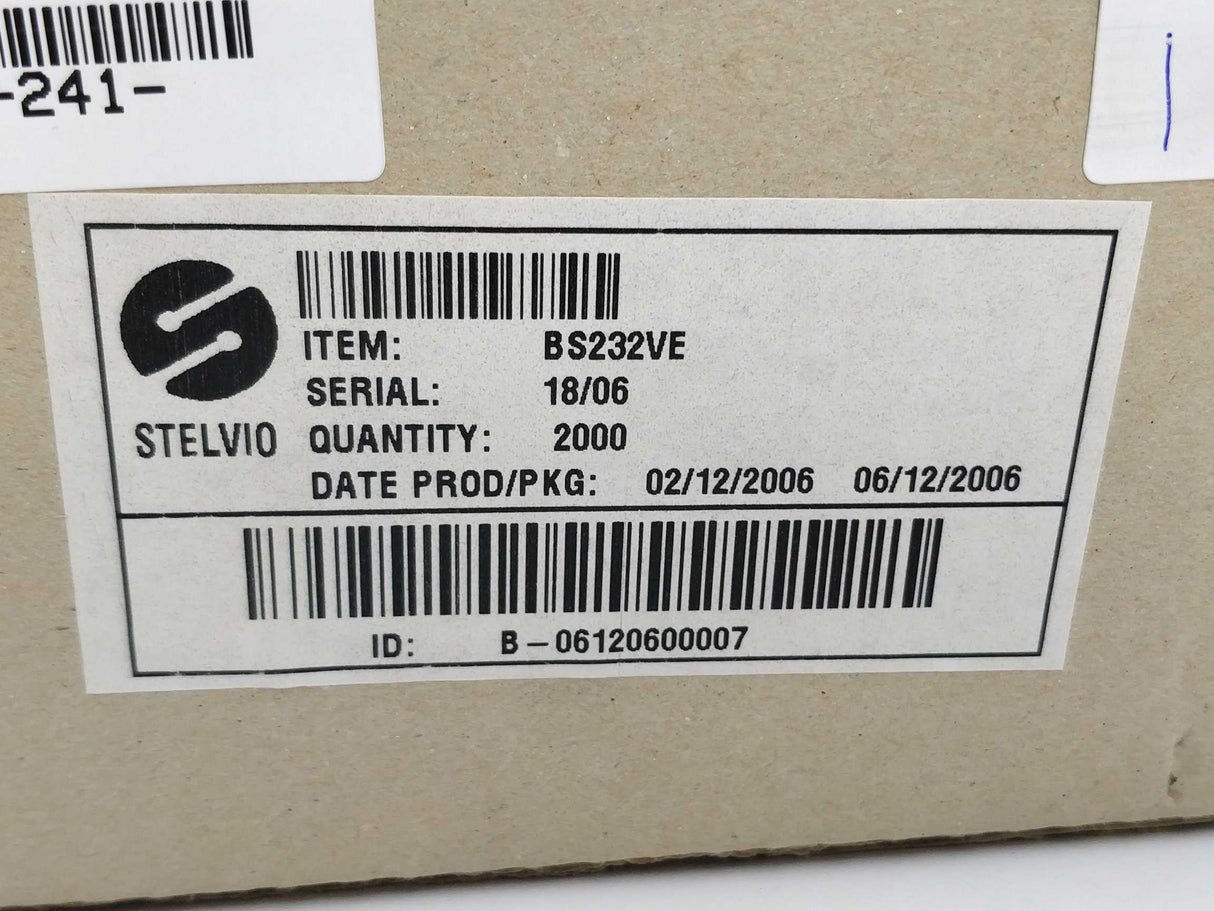 -241-
STELVIO
ITEM: BS232VE
SERIAL: 18/06
QUANTITY: 2000
DATE PROD/PKG: 02/12/2006 06/12/2006
ID: B-06120600007